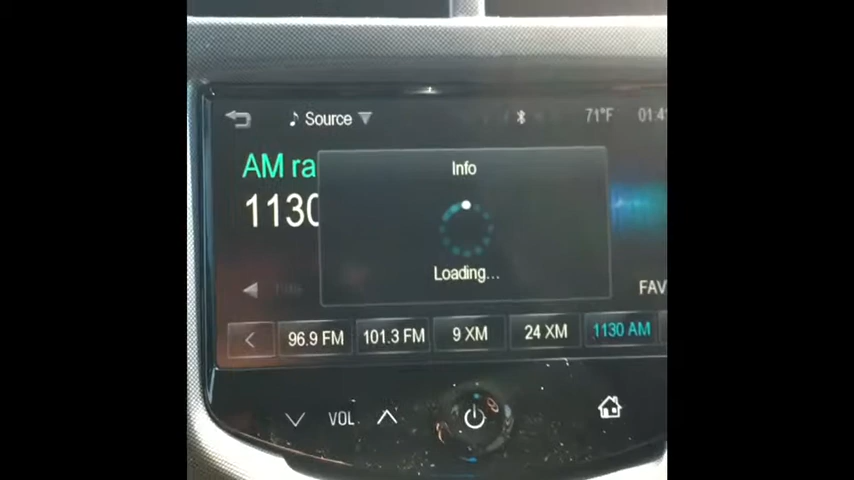 Source
71°F
01:4
AM ra
Info
1130
Loading...
FAV
96.9 FM
101.3 FM
9 XM
24 XM
1130 AM
VOL